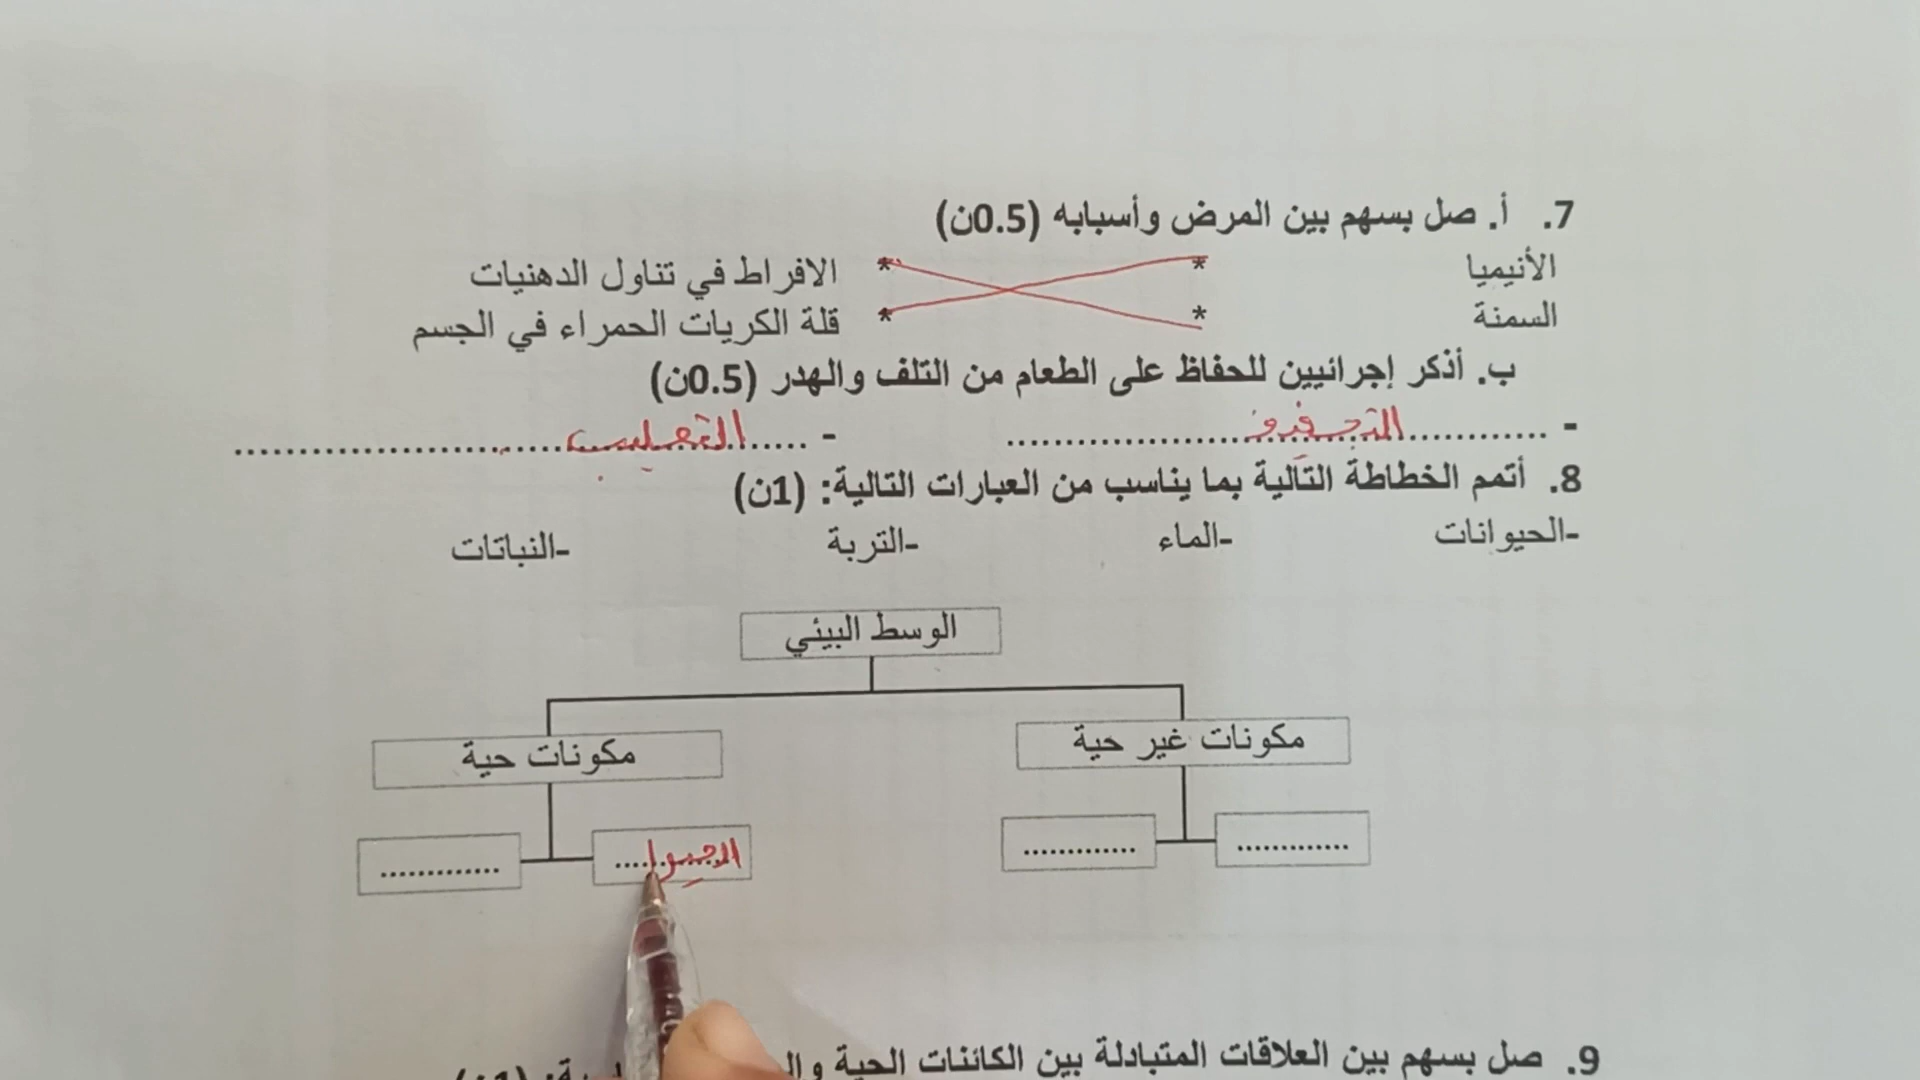 7. أ. صل بسهم بين المرض وأسبابه (0.5ن)
الأنيميا * * الافراط في تناول الدهنيات
السمنة * * قلة الكريات الحمراء في الجسم
ب. أذكر إجرائيين للحفاظ على الطعام من التلف والهدر (0.5ن)
- التجفيف - التعليب
8. أتمم الخطاطة التالية بما يناسب من العبارات التالية: (1ن)
-الحيوانات -الماء -التربة -النباتات
الوسط البيئي
مكونات غير حية مكونات حية
............. ............. الحيوا.... .............
9. صل بسهم بين العلاقات المتبادلة بين الكائنات الحية